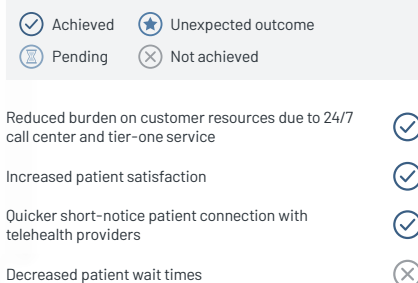 Achieved Unexpected outcome
Pending Not achieved
Reduced burden on customer resources due to 24/7
call center and tier-one service
Increased patient satisfaction
Quicker short-notice patient connection with
telehealth providers
Decreased patient wait times